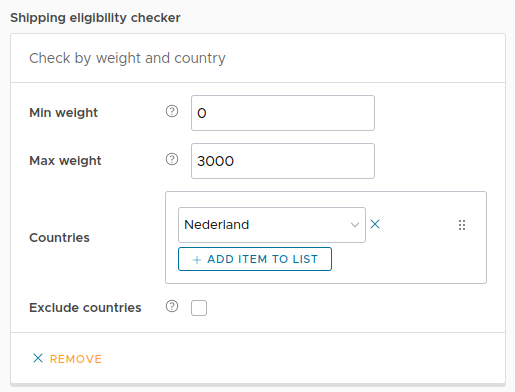 Shipping eligibility checker
Check by weight and country
Min weight ? 0
Max weight ? 3000
Countries
Nederland
+ ADD ITEM TO LIST
Exclude countries ?
REMOVE